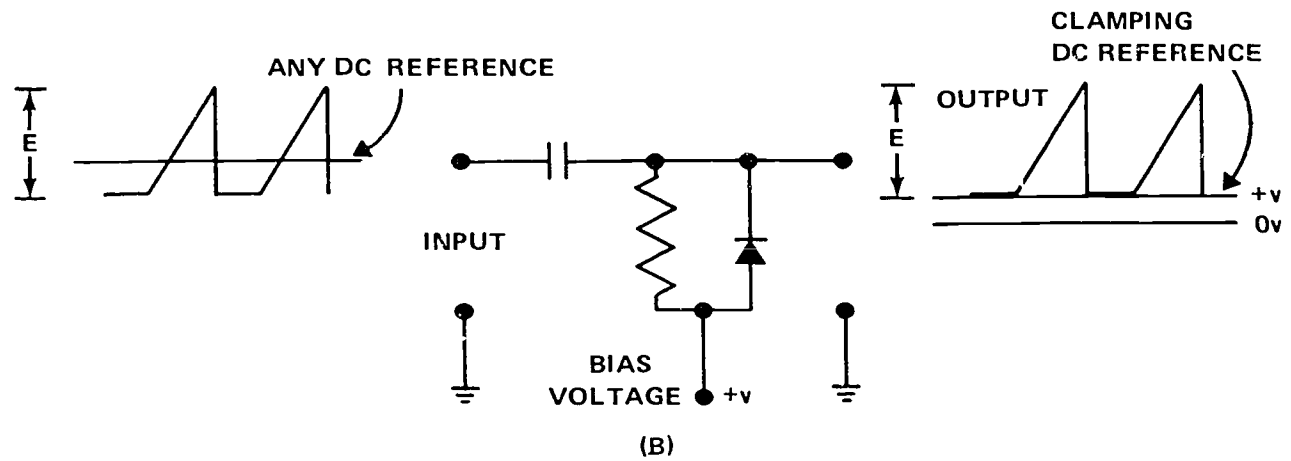 ANY DC REFERENCE
E
INPUT
BIAS
VOLTAGE
+v
CLAMPING
DC REFERENCE
OUTPUT
E
+v
0v
(B)